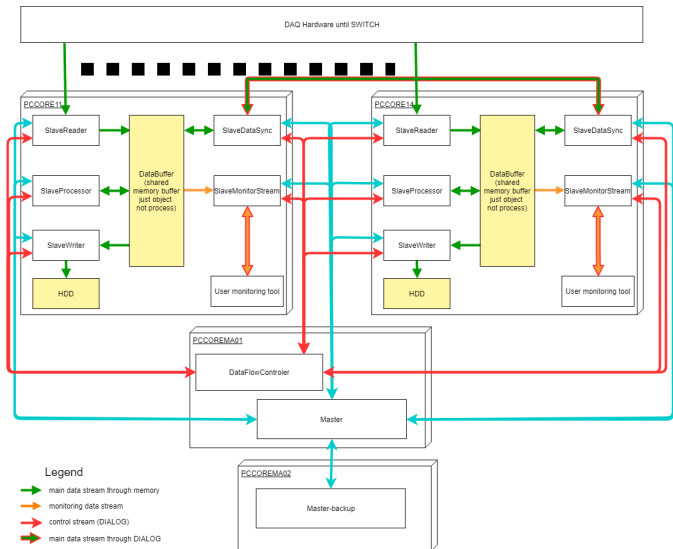 DAQ Hardware until SWITCH
PCCORE11
SlaveReader
SlaveDataSync
DataBuffer
(shared
memory buffer
just object
not process)
SlaveProcessor
SlaveMonitorStream
SlaveWriter
HDD
User monitoring tool
PCCORE14
SlaveReader
SlaveDataSync
DataBuffer
(shared
memory buffer
just object
not process)
SlaveProcessor
SlaveMonitorStream
SlaveWriter
HDD
User monitoring tool
PCCOREMA01
DataFlowControler
Master
PCCOREMA02
Master-backup
Legend
main data stream through memory
monitoring data stream
control stream (DIALOG)
main data stream through DIALOG